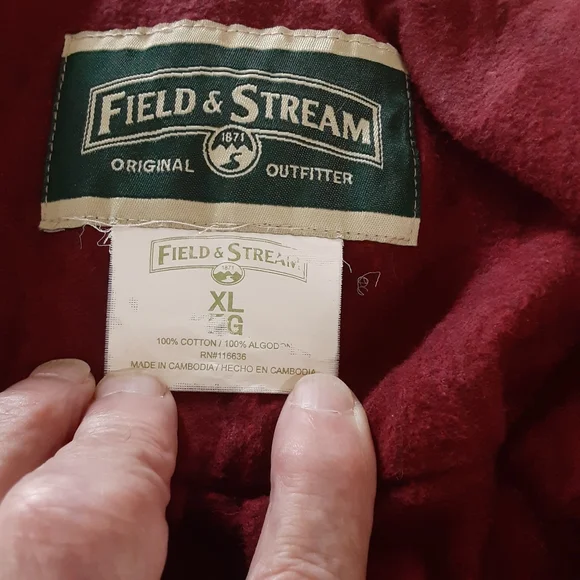 FIELD & STREAM
1871
ORIGINAL OUTFITTER
FIELD & STREAM
1871
XL
100% COTTON / 100% ALGODON
RN#116636
MADE IN CAMBODIA / HECHO EN CAMBODIA